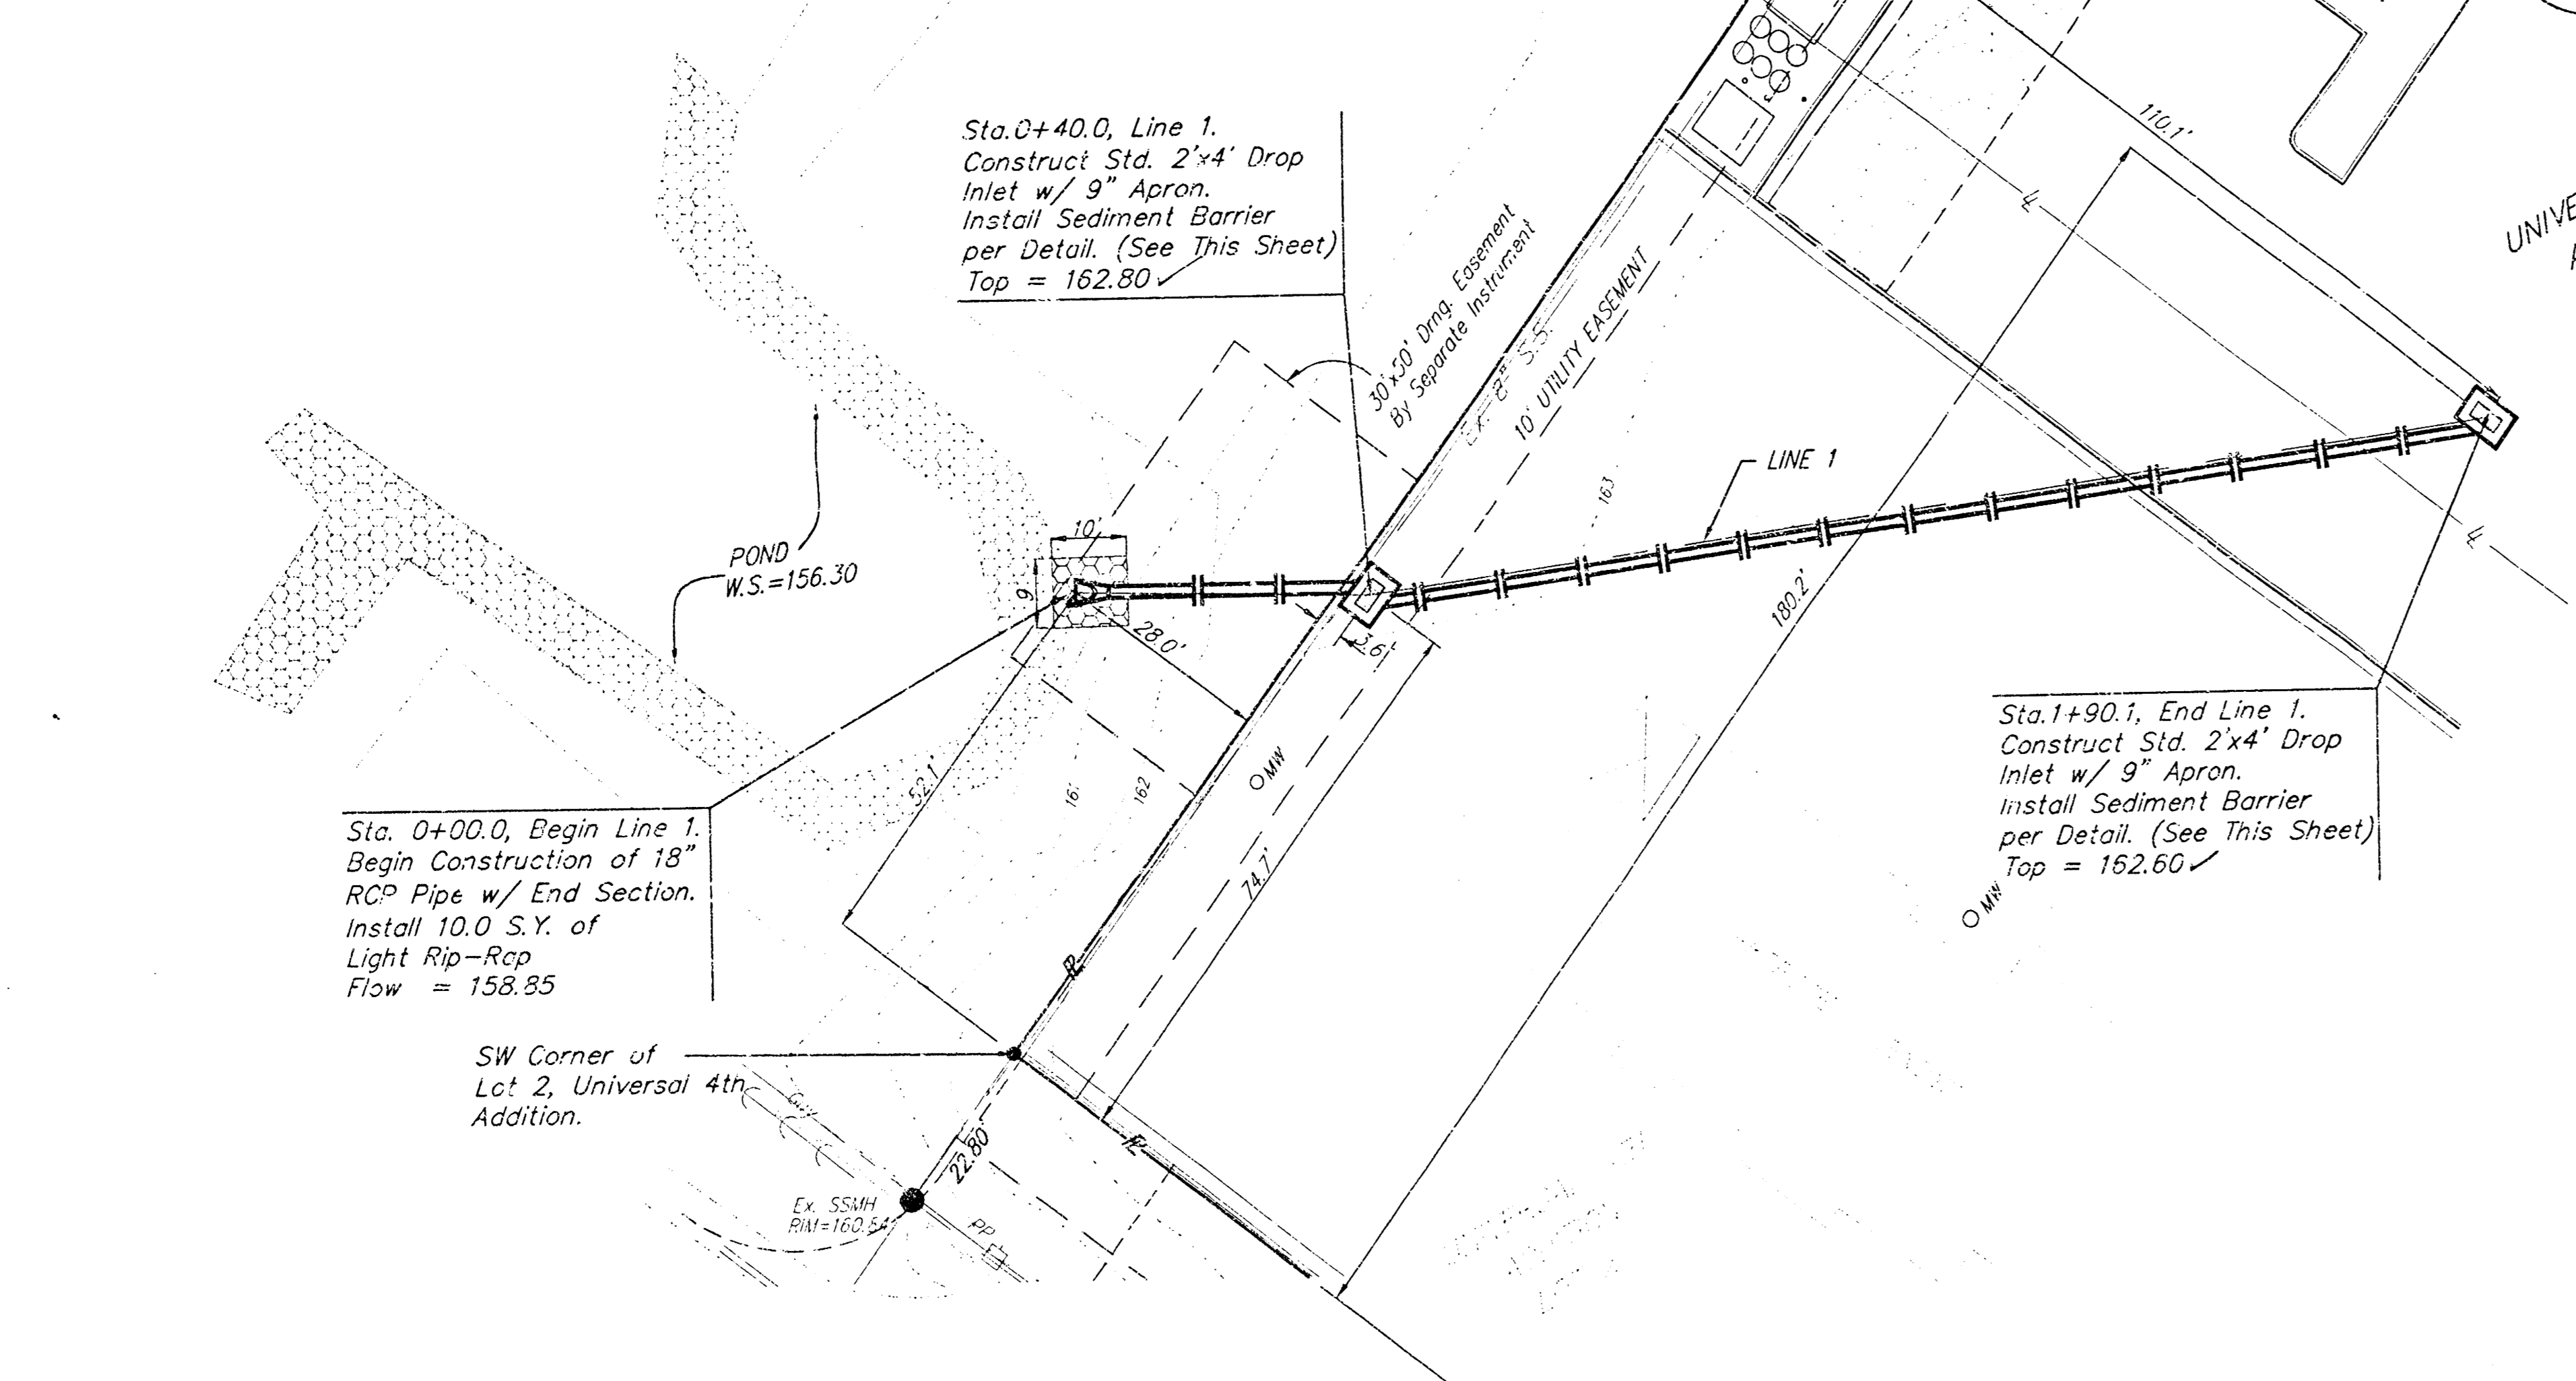 Sta.0+40.0, Line 1.
Construct Std. 2'x4' Drop
Inlet w/ 9" Apron.
Install Sediment Barrier
per Detail. (See This Sheet)
Top = 162.80 ✓
110.1'
30'x50' Drng. Easement
By Separate Instrument
Ex. 8" S.S.
10' UTILITY EASEMENT
LINE 1
163
180.2'
POND
W.S.=156.30
10'
9'
28.0'
3.6'
52.1'
162
MW
74.7'
Sta.1+90.1, End Line 1.
Construct Std. 2'x4' Drop
Inlet w/ 9" Apron.
Install Sediment Barrier
per Detail. (See This Sheet)
Top = 162.60 ✓
MW
Sta. 0+00.0, Begin Line 1.
Begin Construction of 18"
RCP Pipe w/ End Section.
Install 10.0 S.Y. of
Light Rip-Rap
Flow = 158.85
SW Corner of
Lot 2, Universal 4th
Addition.
22.80'
Ex. SSMH
PP